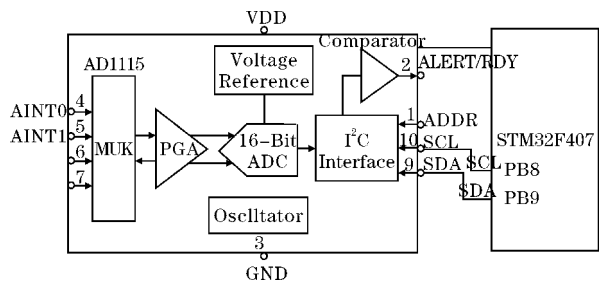 VDD
Comparator
AD1115
Voltage
Reference
2
ALERT/RDY
AINT0
4
AINT1
5
6
7
MUK
PGA
16-Bit
ADC
I²C
Interface
1
ADDR
10
SCL
9
SDA
STM32F407
SCL
PB8
SDA
PB9
Osclltator
3
GND